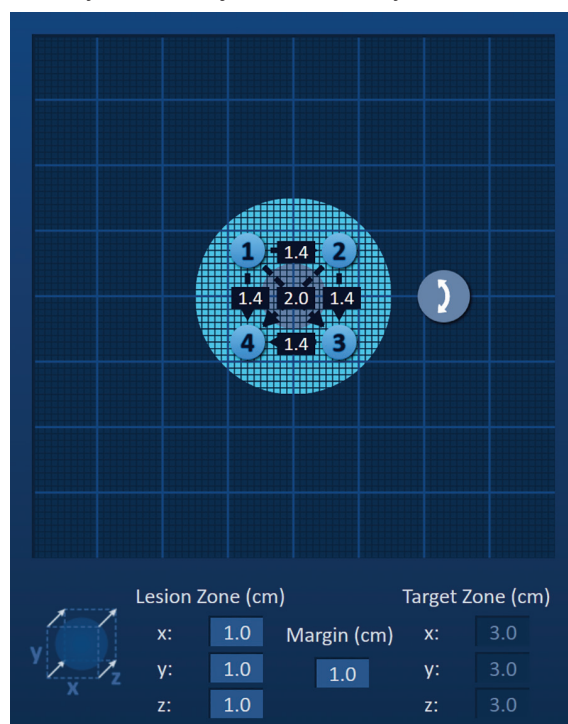 1 1.4 2
1.4 2.0 1.4
4 1.4 3
Lesion Zone (cm) Target Zone (cm)
x: 1.0 Margin (cm) x: 3.0
y: 1.0 1.0 y: 3.0
z: 1.0 z: 3.0
y
x z